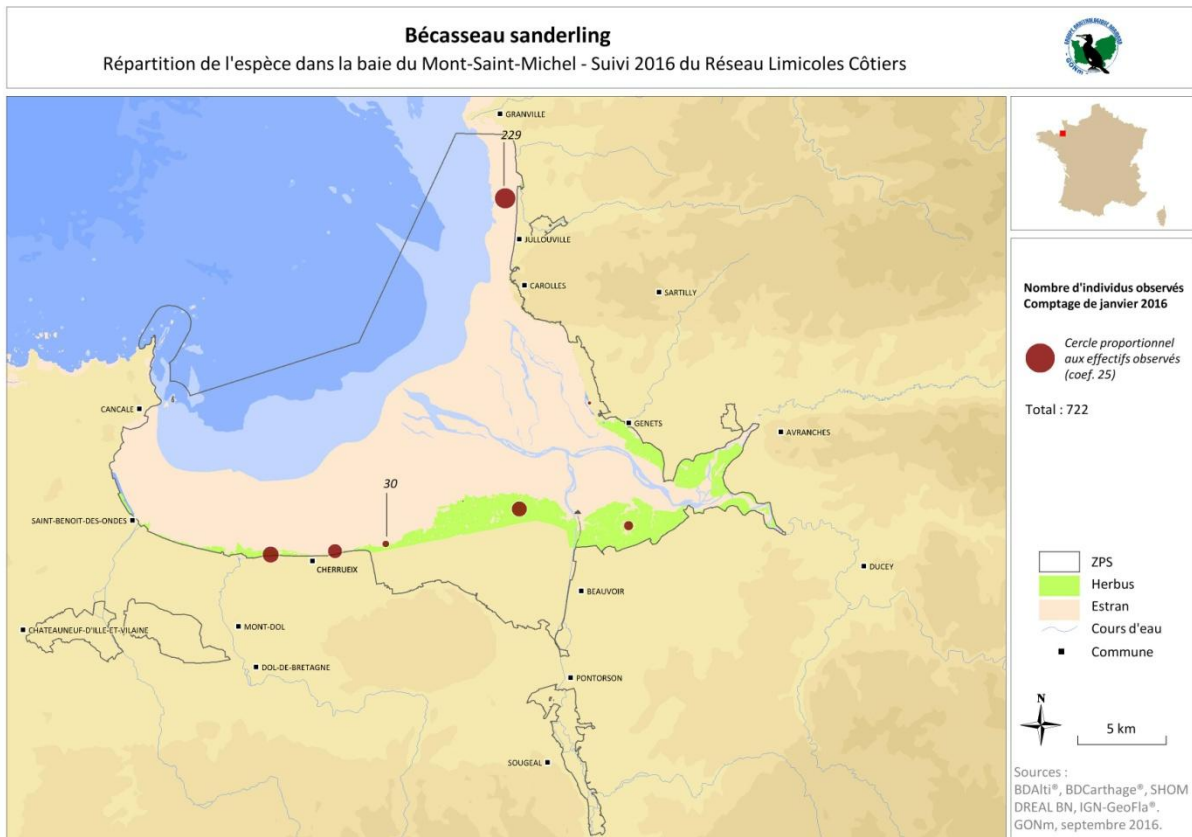 Bécasseau sanderling
Répartition de l'espèce dans la baie du Mont-Saint-Michel - Suivi 2016 du Réseau Limicoles Côtiers
GROUPE ORNITHOLOGIQUE NORMAND
GONm
GRANVILLE
229
JULLOUVILLE
CAROLLES
SARTILLY
CANCALE
GENETS
AVRANCHES
30
SAINT-BENOIT-DES-ONDES
CHERRUEIX
DUCEY
BEAUVOIR
CHATEAUNEUF-D'ILLE-ET-VILAINE
MONT-DOL
DOL-DE-BRETAGNE
PONTORSON
SOUGEAL
Nombre d'individus observés
Comptage de janvier 2016
Cercle proportionnel
aux effectifs observés
(coef. 25)
Total : 722
ZPS
Herbus
Estran
Cours d'eau
Commune
N
5 km
Sources :
BDAlti®, BDCarthage®, SHOM
DREAL BN, IGN-GeoFla®.
GONm, septembre 2016.